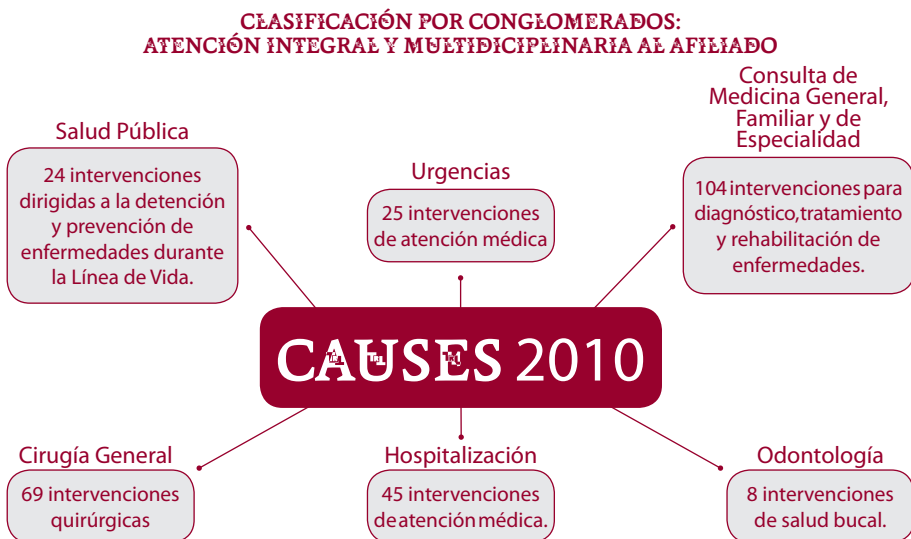 CLASIFICACIÓN POR CONGLOMERADOS:
ATENCIÓN INTEGRAL Y MULTIDICIPLINARIA AL AFILIADO
Salud Pública
24 intervenciones
dirigidas a la detención
y prevención de
enfermedades durante
la Línea de Vida.
Urgencias
25 intervenciones
de atención médica
Consulta de
Medicina General,
Familiar y de
Especialidad
104 intervenciones para
diagnóstico, tratamiento
y rehabilitación de
enfermedades.
CAUSES 2010
Cirugía General
69 intervenciones
quirúrgicas
Hospitalización
45 intervenciones
de atención médica.
Odontología
8 intervenciones
de salud bucal.